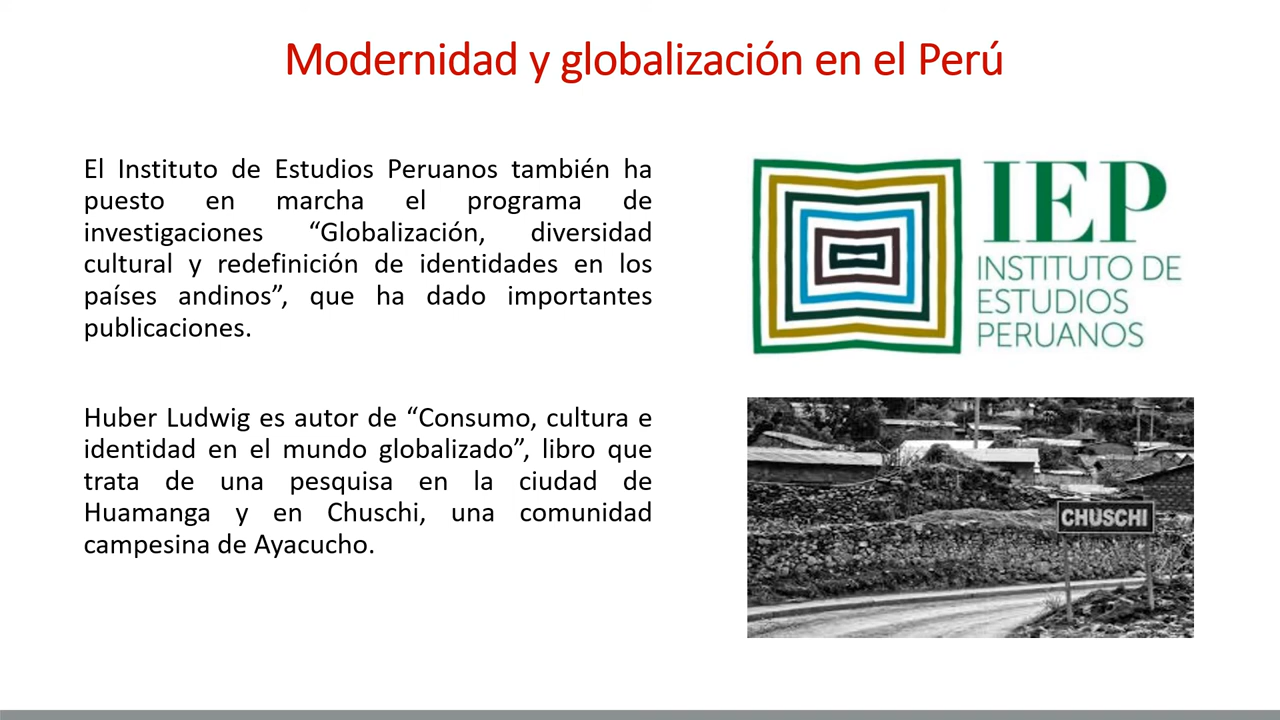 Modernidad y globalización en el Perú
El Instituto de Estudios Peruanos también ha
puesto en marcha el programa de
investigaciones “Globalización, diversidad
cultural y redefinición de identidades en los
países andinos”, que ha dado importantes
publicaciones.
Huber Ludwig es autor de “Consumo, cultura e
identidad en el mundo globalizado”, libro que
trata de una pesquisa en la ciudad de
Huamanga y en Chuschi, una comunidad
campesina de Ayacucho.
IEP
INSTITUTO DE
ESTUDIOS
PERUANOS
CHUSCHI